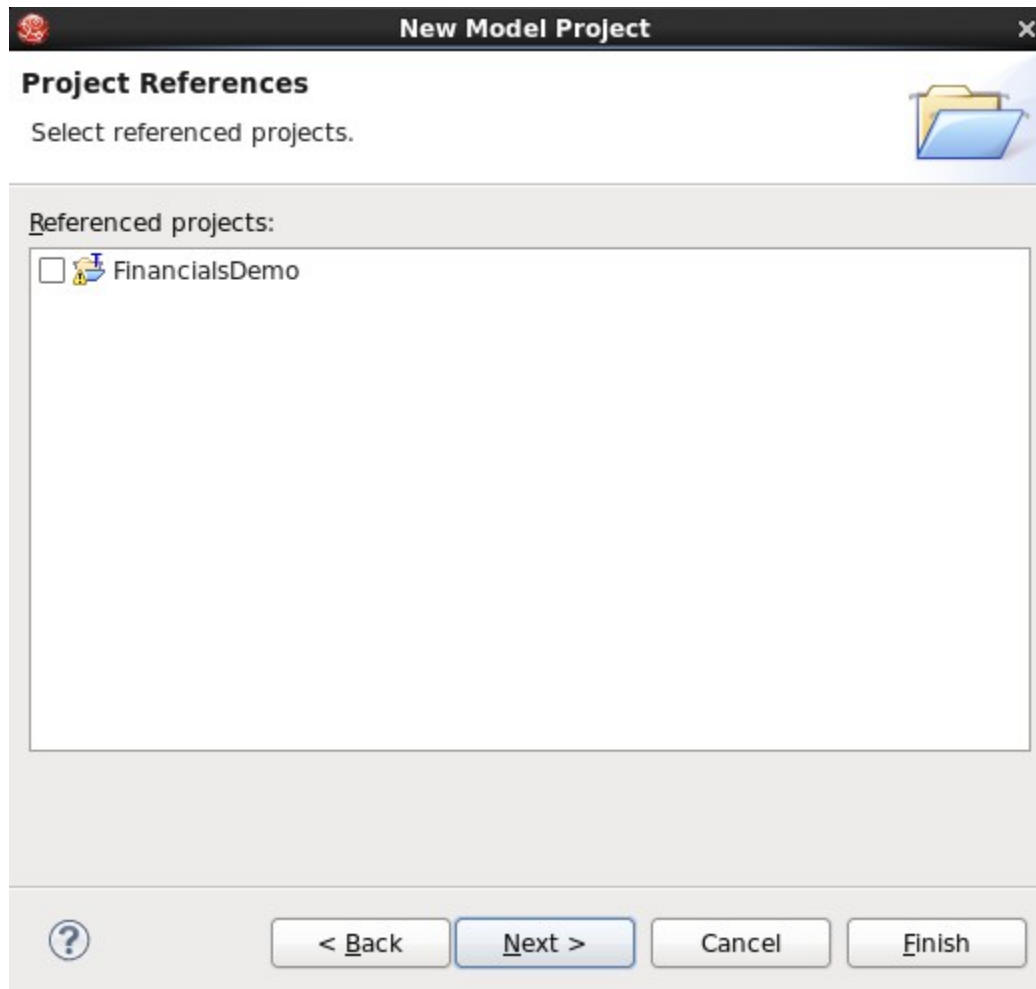 New Model Project
Project References
Select referenced projects.
Referenced projects:
FinancialsDemo
< Back Next > Cancel Finish